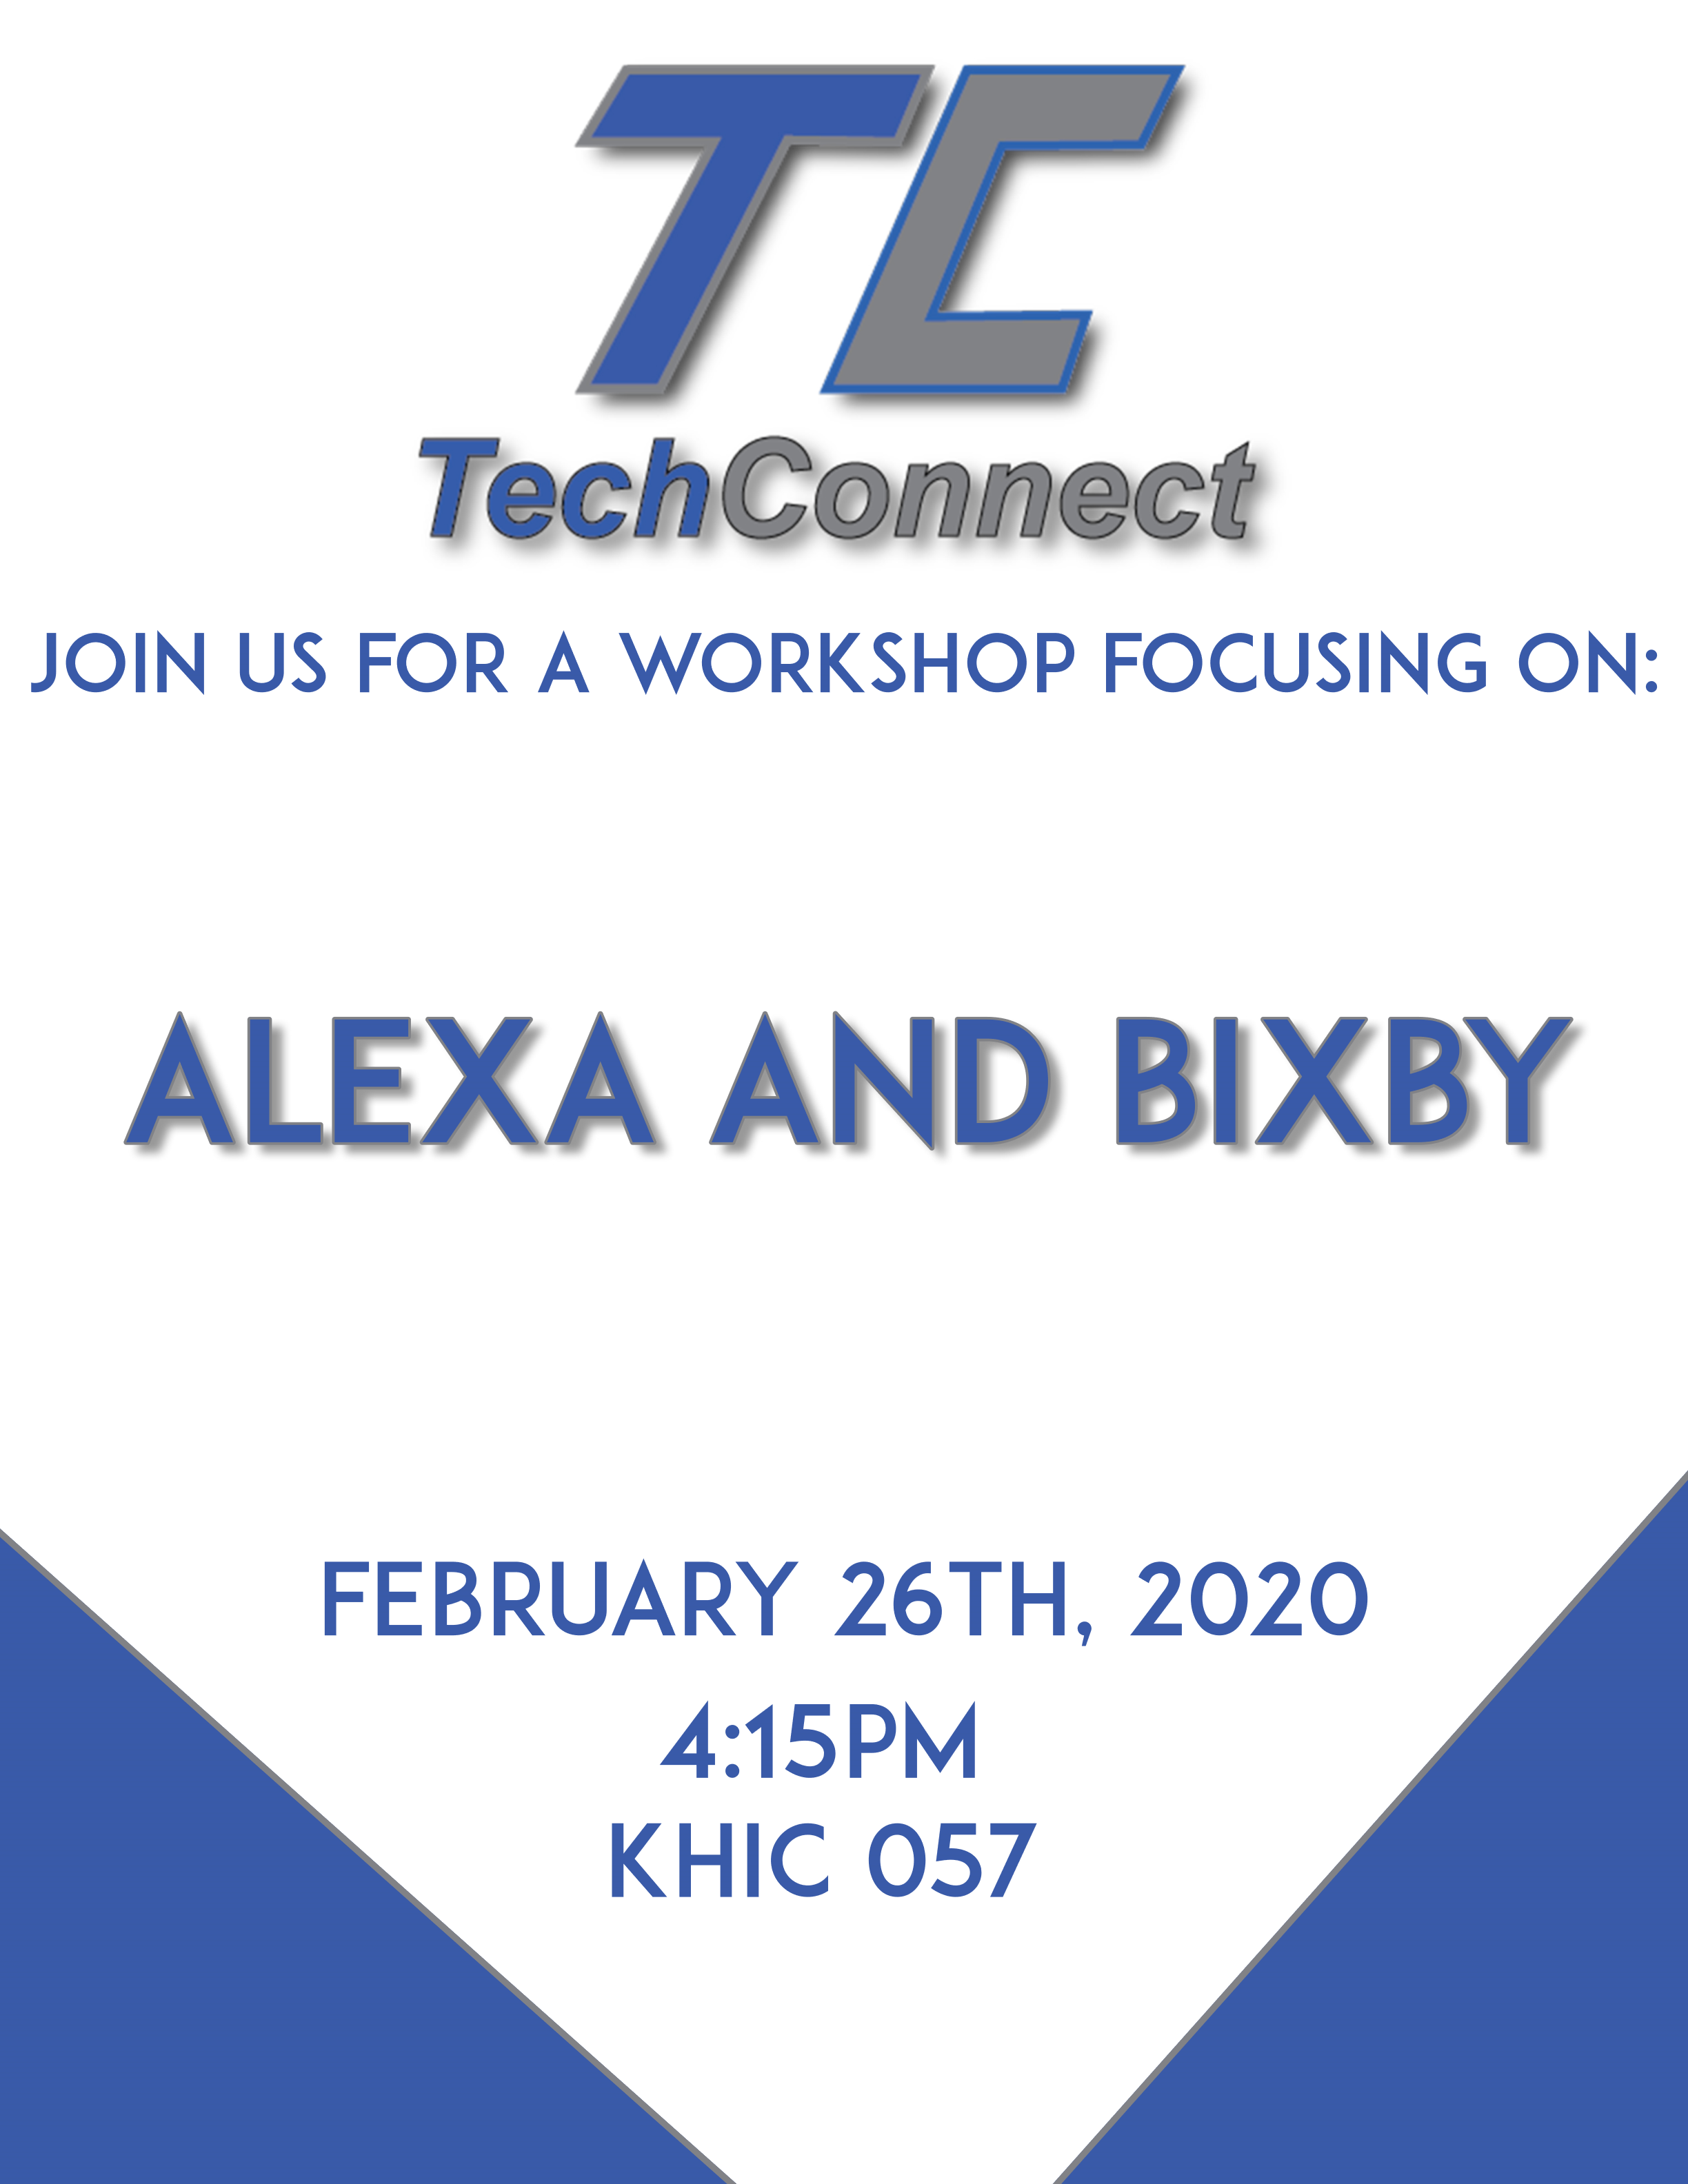 TC
TechConnect
JOIN US FOR A WORKSHOP FOCUSING ON:
ALEXA AND BIXBY
FEBRUARY 26TH, 2020
4:15PM
KHIC 057